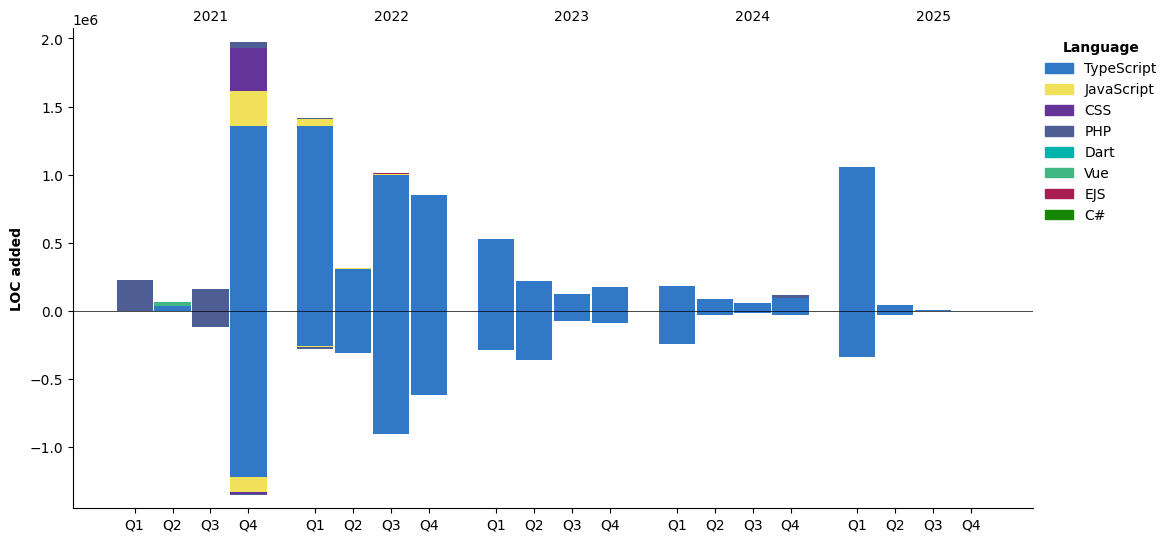 1e6
2021 2022 2023 2024 2025
LOC added
2.0
1.5
1.0
0.5
0.0
−0.5
−1.0
Q1 Q2 Q3 Q4 Q1 Q2 Q3 Q4 Q1 Q2 Q3 Q4 Q1 Q2 Q3 Q4 Q1 Q2 Q3 Q4
Language
TypeScript
JavaScript
CSS
PHP
Dart
Vue
EJS
C#